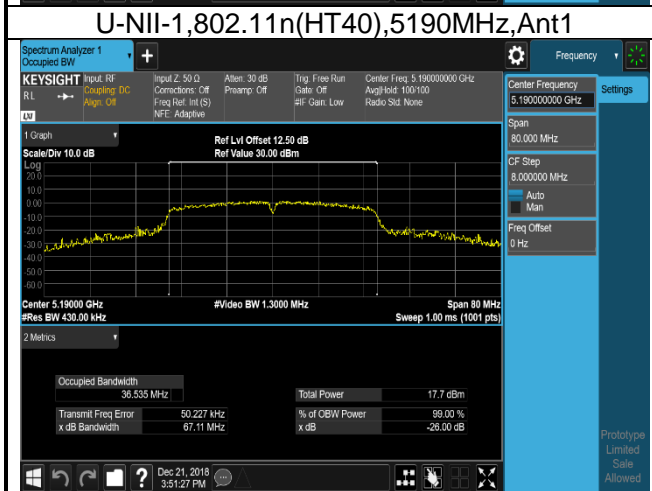 U-NII-1,802.11n(HT40),5190MHz,Ant1
Spectrum Analyzer 1
Occupied BW
+
Frequency
KEYSIGHT
RL
LXI
Input: RF
Coupling: DC
Align: Off
Input Z: 50 Ω
Corrections: Off
Freq Ref: Int (S)
NFE: Adaptive
Atten: 30 dB
Preamp: Off
Trig: Free Run
Gate: Off
#IF Gain: Low
Center Freq: 5.190000000 GHz
Avg|Hold: 100/100
Radio Std: None
Center Frequency
5.19000000 GHz
Settings
Span
80.000 MHz
CF Step
8.000000 MHz
Auto
Man
Freq Offset
0 Hz
1 Graph
Scale/Div 10.0 dB
Ref Lvl Offset 12.50 dB
Ref Value 30.00 dBm
Log
20.0
10.0
0.00
-10.0
-20.0
-30.0
-40.0
-50.0
-60.0
Center 5.19000 GHz
#Res BW 430.00 kHz
#Video BW 1.3000 MHz
Span 80 MHz
Sweep 1.00 ms (1001 pts)
2 Metrics
Occupied Bandwidth
36.535 MHz
Total Power 17.7 dBm
Transmit Freq Error 50.227 kHz
% of OBW Power 99.00 %
x dB Bandwidth 67.11 MHz
x dB -26.00 dB
Prototype
Limited
Sale
Allowed
?
Dec 21, 2018
3:51:27 PM